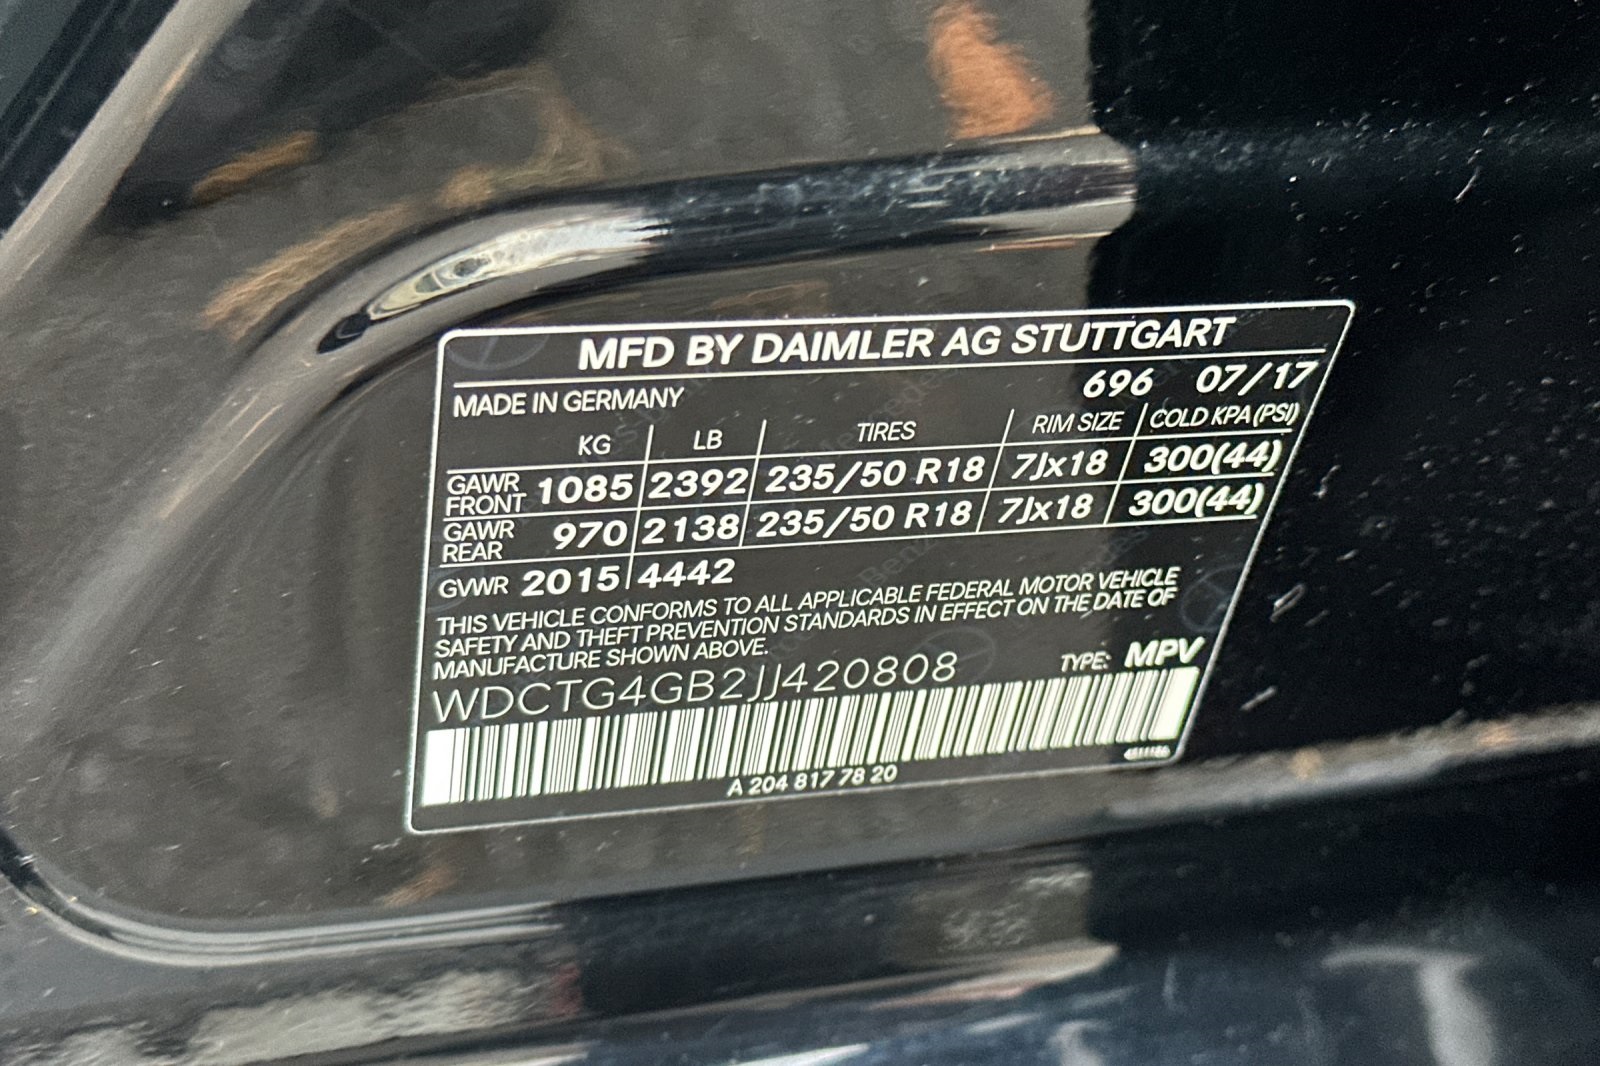 MFD BY DAIMLER AG STUTTGART
MADE IN GERMANY 696 07/17
KG LB TIRES RIM SIZE COLD KPA (PSI)
GAWR FRONT 1085 2392 235/50 R18 7Jx18 300(44)
GAWR REAR 970 2138 235/50 R18 7Jx18 300(44)
GVWR 2015 4442
THIS VEHICLE CONFORMS TO ALL APPLICABLE FEDERAL MOTOR VEHICLE
SAFETY AND THEFT PREVENTION STANDARDS IN EFFECT ON THE DATE OF
MANUFACTURE SHOWN ABOVE.
WDCTG4GB2JJ420808 TYPE: MPV
A 204 817 78 20